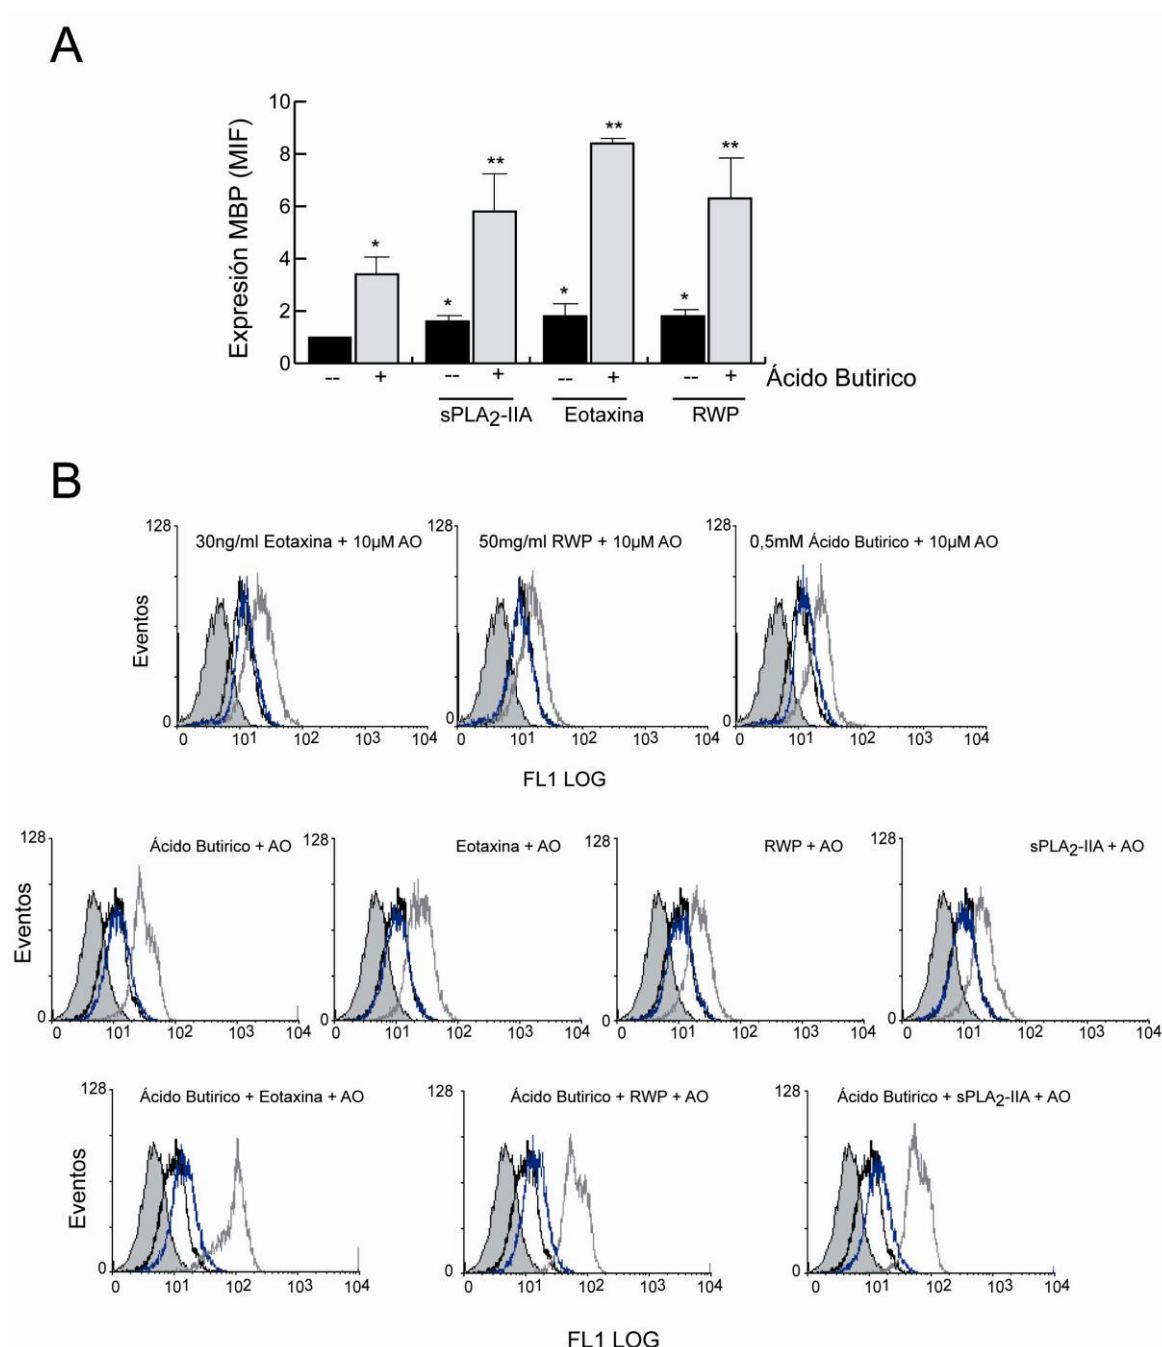 A
Expresión MBP (MIF)
10
8
6
4
2
0
*
**
*
**
*
**
*
-- + -- + -- + -- + Ácido Butirico
sPLA2-IIA Eotaxina RWP
B
128 30ng/ml Eotaxina + 10µM AO
128 50mg/ml RWP + 10µM AO
128 0,5mM Ácido Butirico + 10µM AO
Eventos
0 0 0
0 101 102 103 104
0 101 102 103 104
0 101 102 103 104
FL1 LOG
128 Ácido Butirico + AO
128 Eotaxina + AO
128 RWP + AO
128 sPLA2-IIA + AO
Eventos
0 0 0 0
0 101 102 103 104
0 101 102 103 104
0 101 102 103 104
0 101 102 103 104
128 Ácido Butirico + Eotaxina + AO
128 Ácido Butirico + RWP + AO
128 Ácido Butirico + sPLA2-IIA + AO
Eventos
0 0 0
0 101 102 103 104
0 101 102 103 104
0 101 102 103 104
FL1 LOG